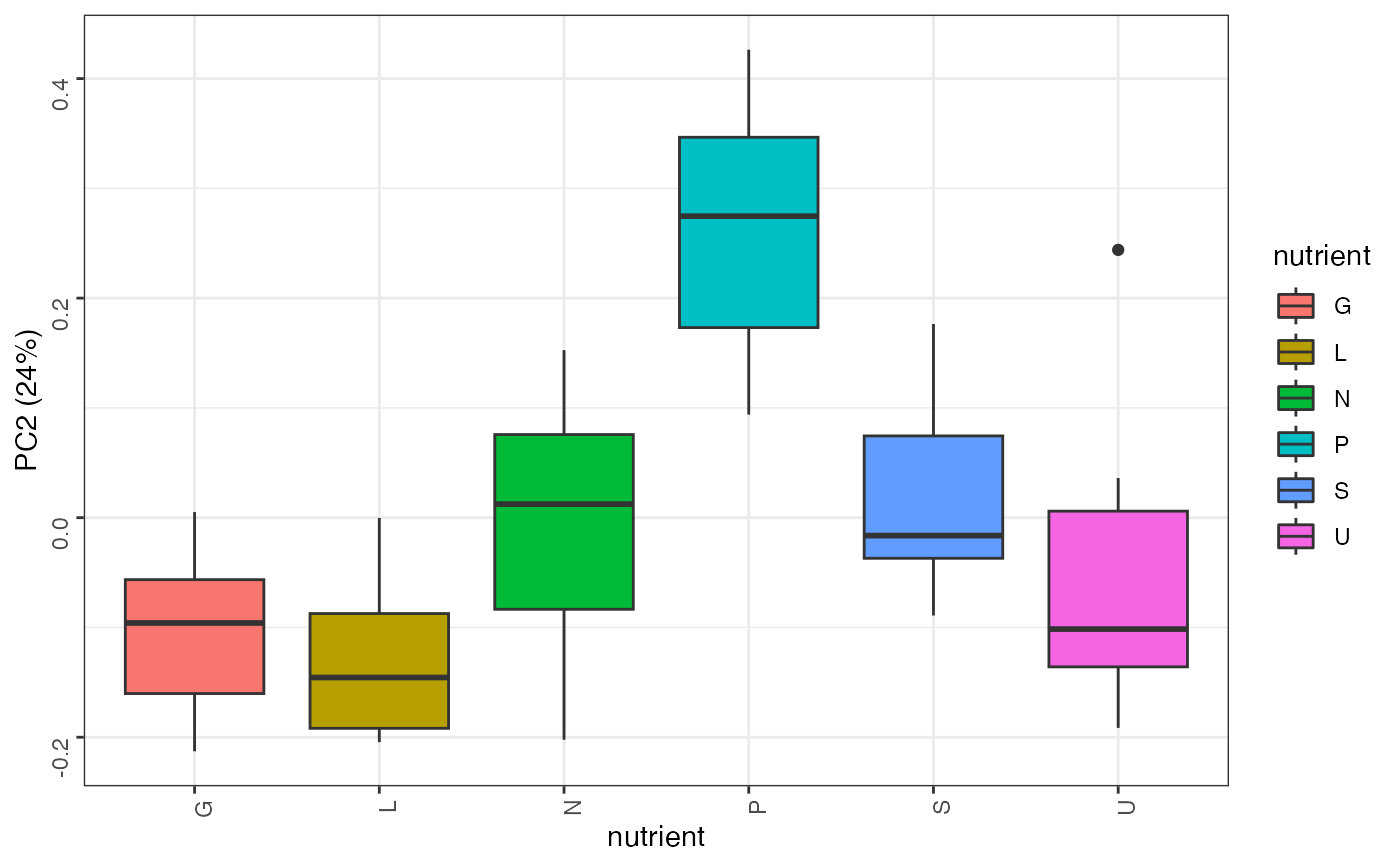 PC2 (24%)
0.4
0.2
0.0
-0.2
G L N P S U
nutrient
nutrient
G
L
N
P
S
U